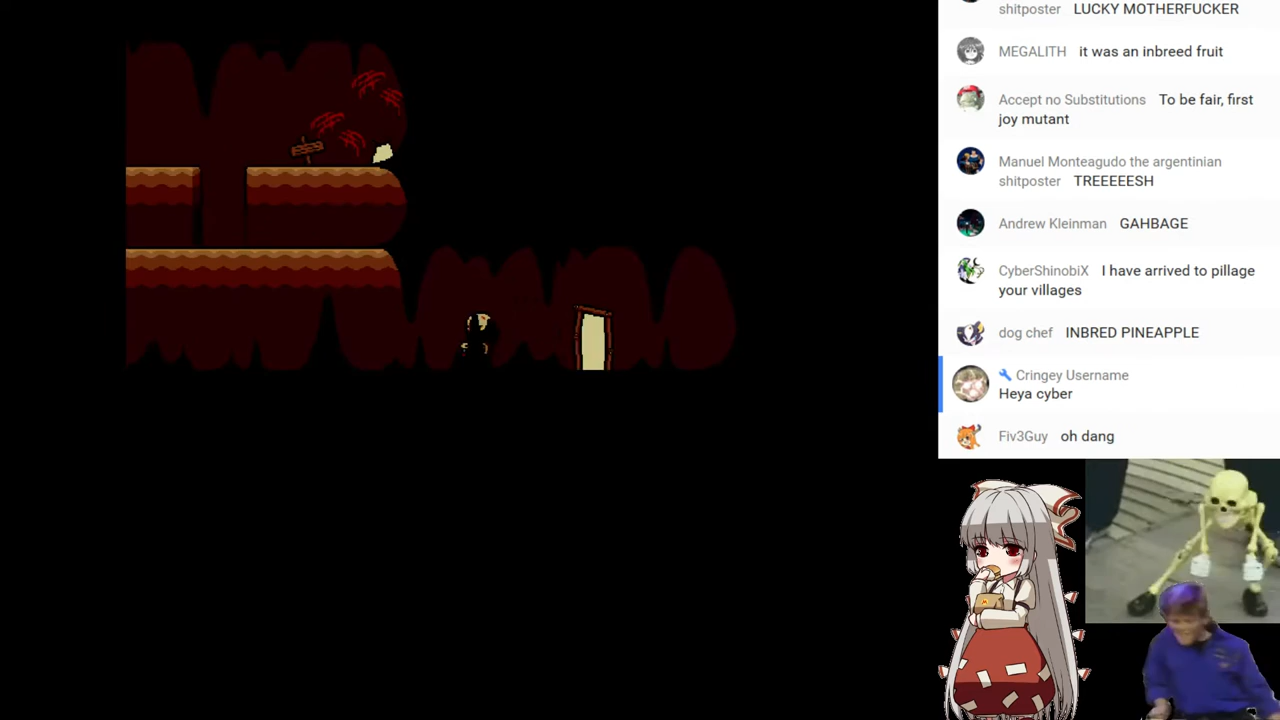 shitposter LUCKY MOTHERFUCKER
MEGALITH it was an inbreed fruit
Accept no Substitutions To be fair, first
joy mutant
Manuel Monteagudo the argentinian
shitposter TREEEEESH
Andrew Kleinman GAHBAGE
CyberShinobiX I have arrived to pillage
your villages
dog chef INBRED PINEAPPLE
Cringey Username
Heya cyber
Fiv3Guy oh dang